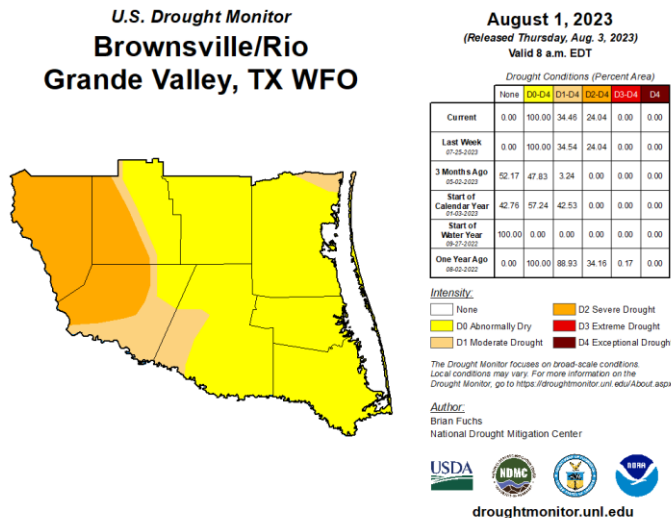 U.S. Drought Monitor
Brownsville/Rio
Grande Valley, TX WFO
August 1, 2023
(Released Thursday, Aug. 3, 2023)
Valid 8 a.m. EDT
Drought Conditions (Percent Area)
None D0-D4 D1-D4 D2-D4 D3-D4 D4
Current 0.00 100.00 34.46 24.04 0.00 0.00
Last Week 07-25-2023 0.00 100.00 34.54 24.04 0.00 0.00
3 Months Ago 05-02-2023 52.17 47.83 3.24 0.00 0.00 0.00
Start of Calendar Year 01-03-2023 42.76 57.24 42.53 0.00 0.00 0.00
Start of Water Year 09-27-2022 100.00 0.00 0.00 0.00 0.00 0.00
One Year Ago 08-02-2022 0.00 100.00 88.93 34.16 0.17 0.00
Intensity:
None
D0 Abnormally Dry
D1 Moderate Drought
D2 Severe Drought
D3 Extreme Drought
D4 Exceptional Drough
The Drought Monitor focuses on broad-scale conditions.
Local conditions may vary. For more information on the
Drought Monitor, go to https://droughtmonitor.unl.edu/About.aspx
Author:
Brian Fuchs
National Drought Mitigation Center
USDA
NDMC
NOAA
droughtmonitor.unl.edu